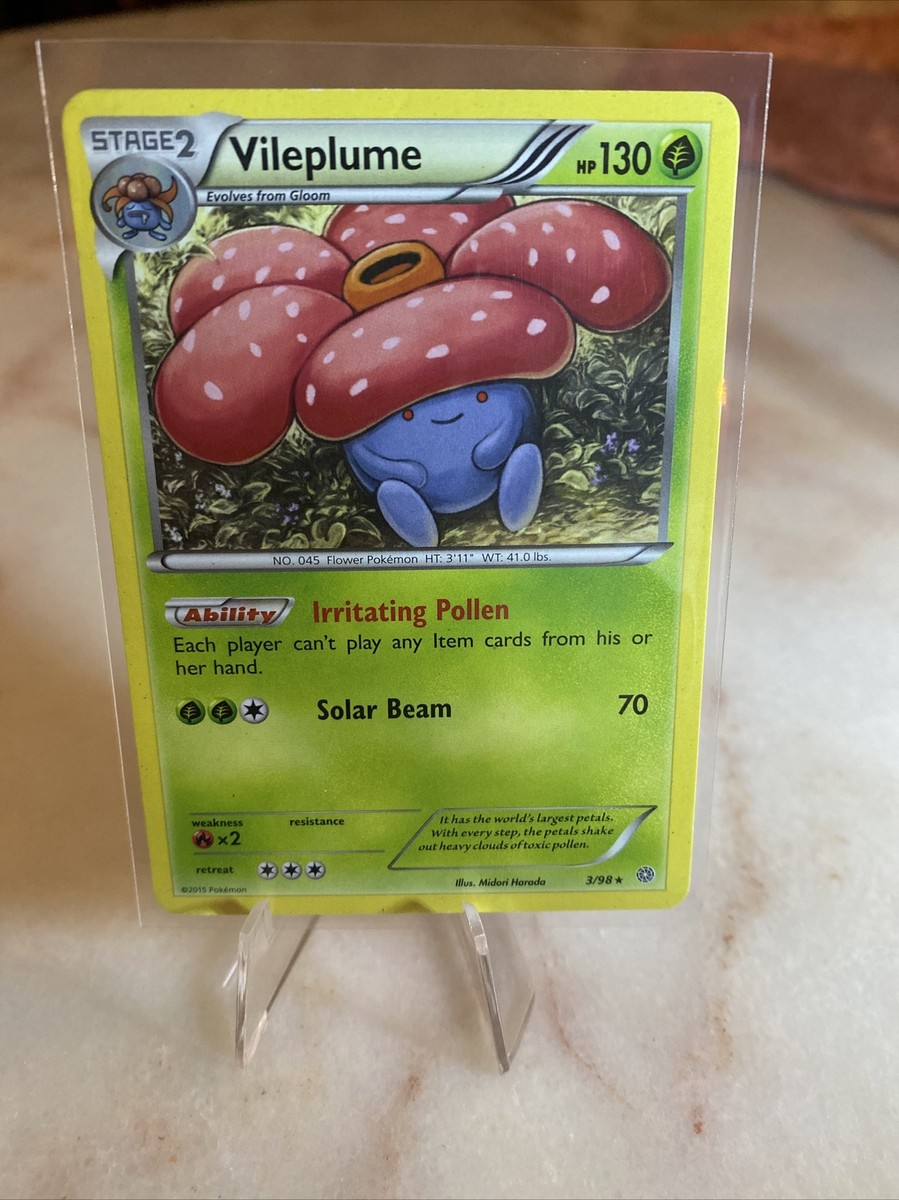 STAGE2
Vileplume
HP 130
Evolves from Gloom
NO. 045 Flower Pokémon HT: 3'11" WT: 41.0 lbs.
Ability Irritating Pollen
Each player can't play any Item cards from his or
her hand.
Solar Beam 70
weakness
×2
resistance
retreat
It has the world's largest petals.
With every step, the petals shake
out heavy clouds of toxic pollen.
©2015 Pokémon
Illus. Midori Harada
3/98★